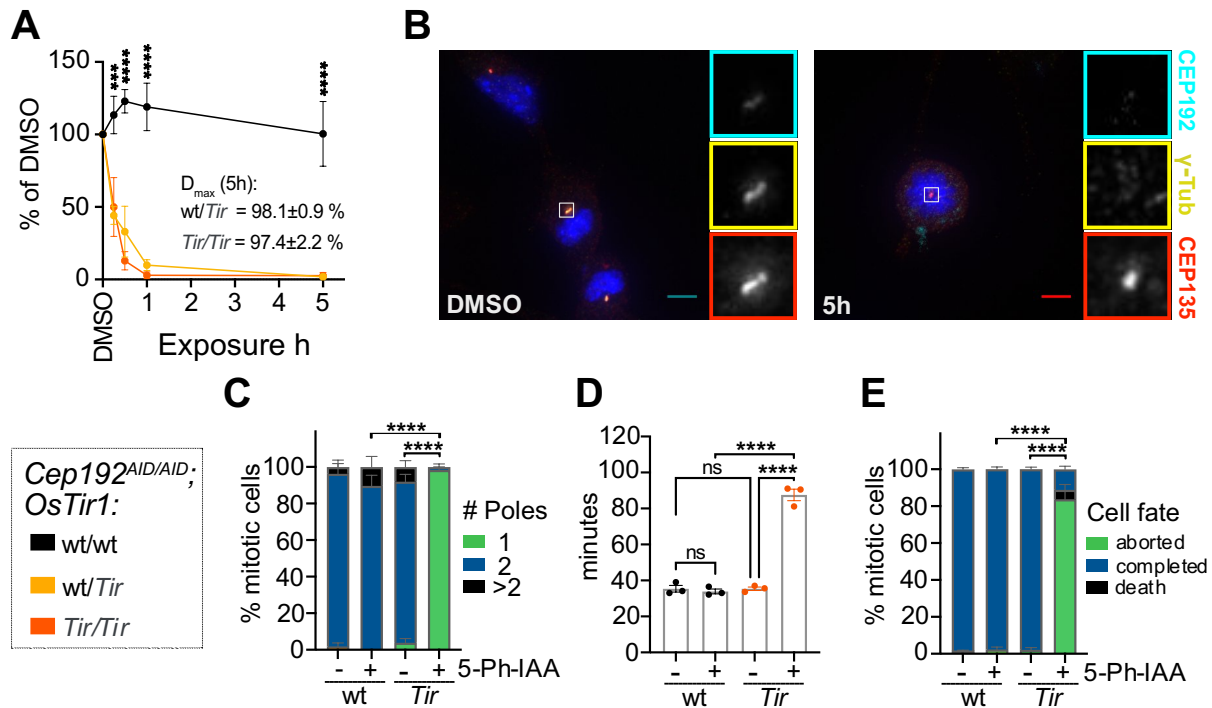 A
% of DMSO
150
100
50
0
*** **** **** ****
Dmax (5h):
wt/Tir = 98.1±0.9 %
Tir/Tir = 97.4±2.2 %
DMSO
1 2 3 4 5
Exposure h
B
DMSO
5h
CEP192
γ-Tub
CEP135
Cep192AID/AID;
OsTir1:
wt/wt
wt/Tir
Tir/Tir
C
% mitotic cells
100
80
60
40
20
0
****
****
# Poles
1
2
>2
- + - + 5-Ph-IAA
wt Tir
D
minutes
120
100
80
60
40
20
0
****
ns ****
ns
- + - +
wt Tir
E
% mitotic cells
100
80
60
40
20
0
****
****
Cell fate
aborted
completed
death
- + - + 5-Ph-IAA
wt Tir